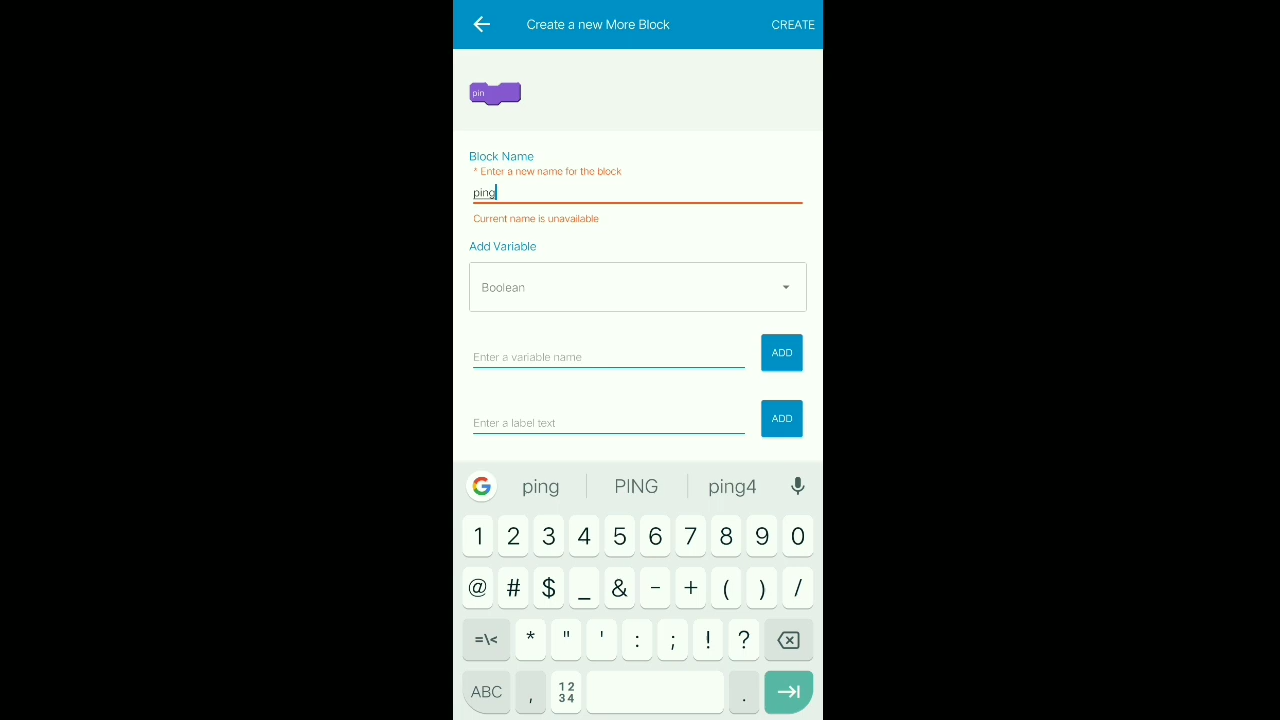 Create a new More Block
CREATE
pin
Block Name
* Enter a new name for the block
ping
Current name is unavailable
Add Variable
Boolean
Enter a variable name
ADD
Enter a label text
ADD
G ping PING ping4
1 2 3 4 5 6 7 8 9 0
@ # $ _ & - + ( ) /
=\< * " ' : ; ! ?
ABC , 12 34 .